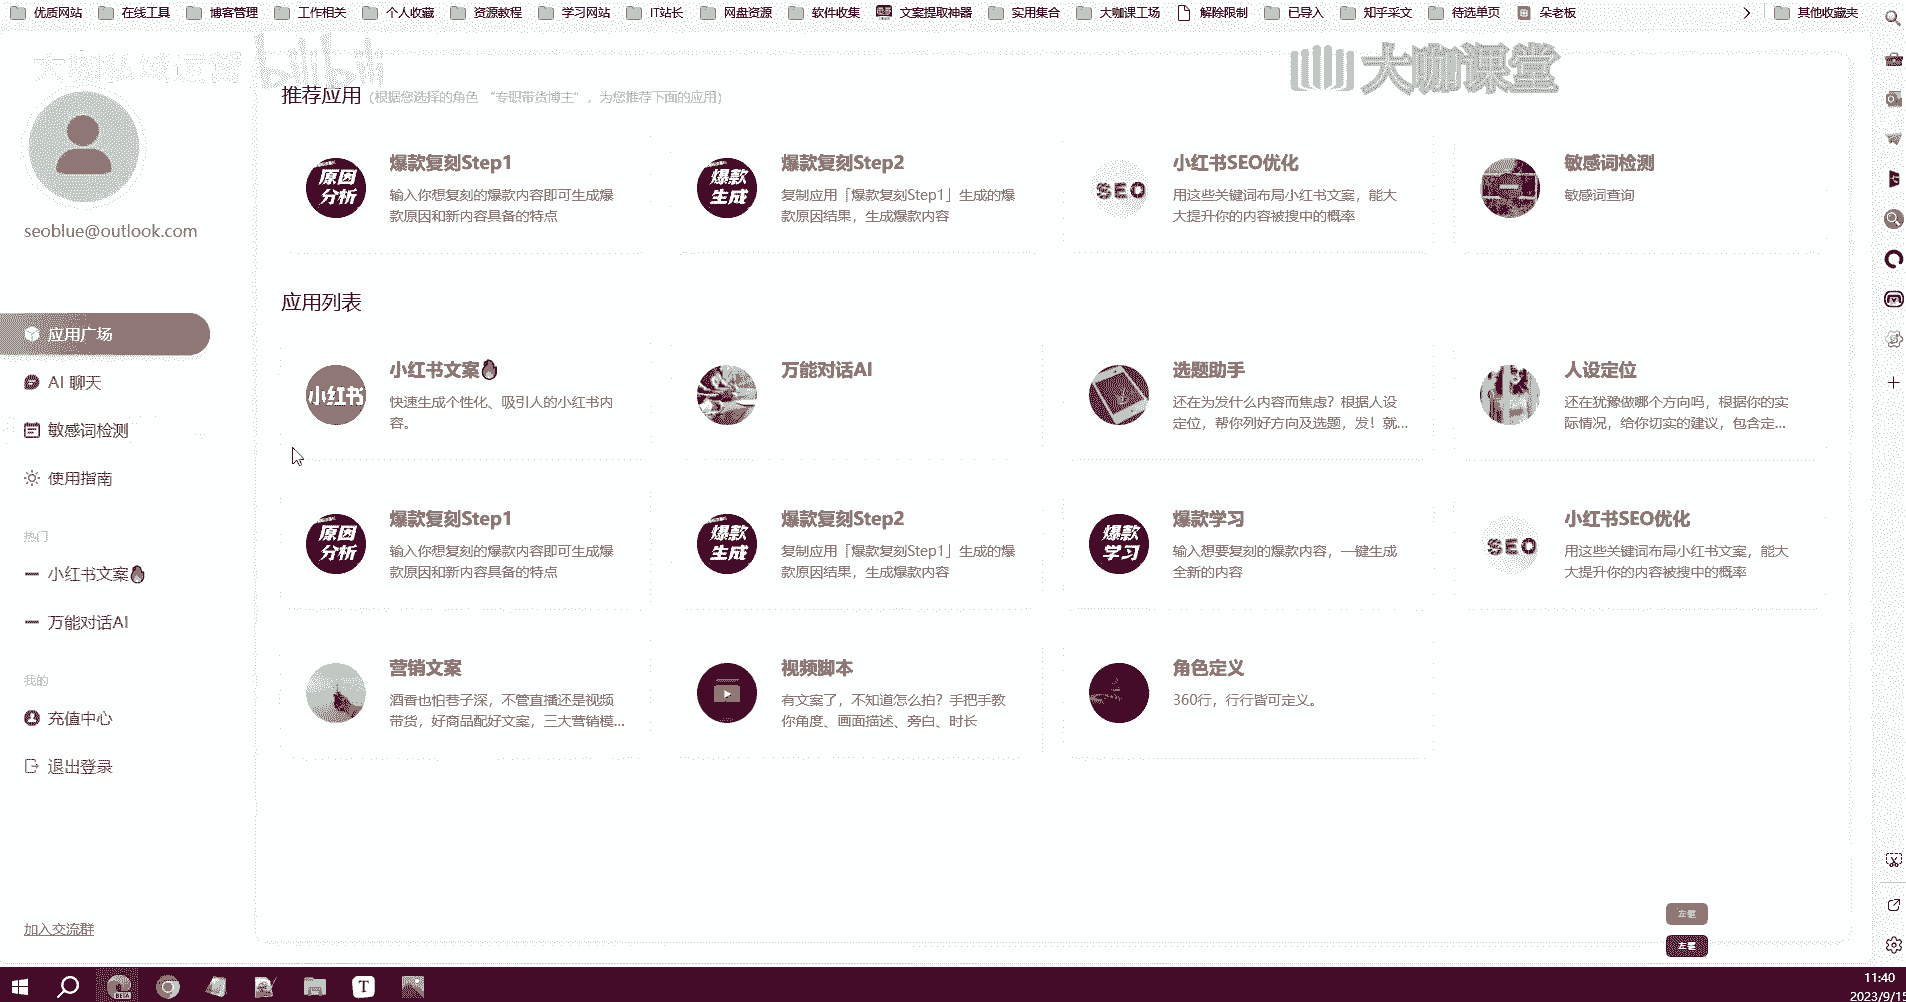 优质网站 在线工具 博客管理 工作相关 个人收藏 资源教程 学习网站 IT站长 网盘资源 软件收集 文案提取神器 实用集合 大咖课工场 解除限制 已导入 知乎采文 待选单页 朵老板 其他收藏夹
大咖私域运营 bilibili
大咖课堂
推荐应用 (根据您选择的角色 “专职带货博主”,为您推荐下面的应用)
原因
分析
爆款复刻Step1
输入你想复刻的爆款内容即可生成爆
款原因和新内容具备的特点
爆款
生成
爆款复刻Step2
复制应用「爆款复刻Step1」生成的爆
款原因结果,生成爆款内容
SEO
小红书SEO优化
用这些关键词布局小红书文案,能大
大提升你的内容被搜中的概率
敏感词检测
敏感词查询
seoblue@outlook.com
应用广场
AI 聊天
敏感词检测
使用指南
热门
小红书文案
万能对话AI
我的
充值中心
退出登录
加入交流群
应用列表
小红书
小红书文案
快速生成个性化、吸引人的小红书内
容。
万能对话AI
选题助手
还在为发什么内容而焦虑?根据人设
定位,帮你列好方向及选题,发!就...
人设定位
还在犹豫做哪个方向吗,根据你的实
际情况,给你切实的建议,包含定...
原因
分析
爆款复刻Step1
输入你想复刻的爆款内容即可生成爆
款原因和新内容具备的特点
爆款
生成
爆款复刻Step2
复制应用「爆款复刻Step1」生成的爆
款原因结果,生成爆款内容
爆款
学习
爆款学习
输入想要复刻的爆款内容,一键生成
全新的内容
SEO
小红书SEO优化
用这些关键词布局小红书文案,能大
大提升你的内容被搜中的概率
营销文案
酒香也怕巷子深,不管直播还是视频
带货,好商品配好文案,三大营销模...
视频脚本
有文案了,不知道怎么拍?手把手教
你角度、画面描述、旁白、时长
角色定义
360行,行行皆可定义。
左键
左键
BETA
T
11:40
2023/9/15